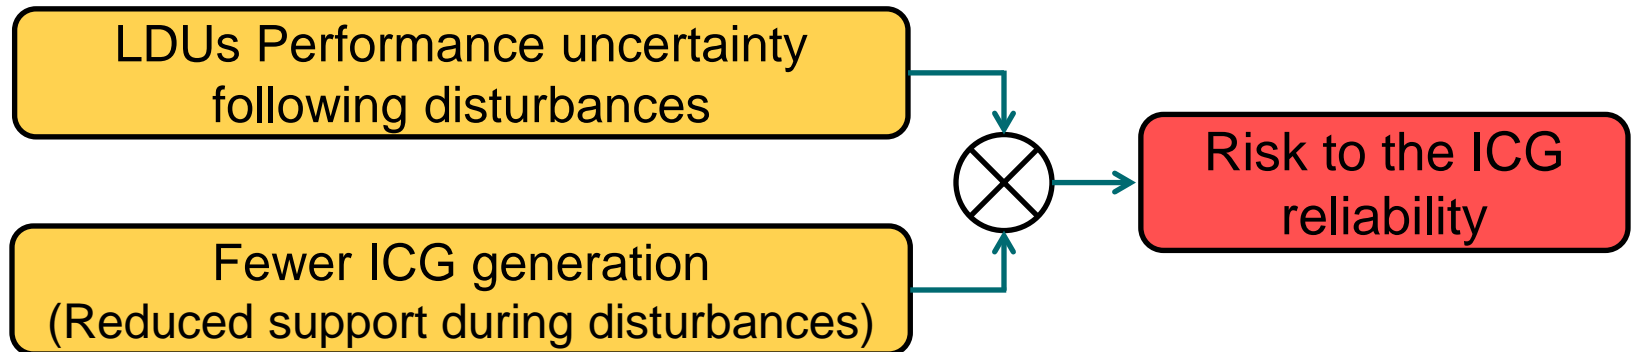 LDUs Performance uncertainty
following disturbances
Fewer ICG generation
(Reduced support during disturbances)
Risk to the ICG
reliability